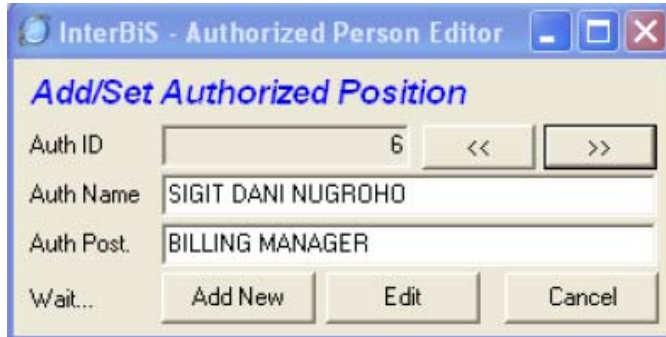 InterBiS - Authorized Person Editor
Add/Set Authorized Position
Auth ID 6 << >>
Auth Name SIGIT DANI NUGROHO
Auth Post. BILLING MANAGER
Wait... Add New Edit Cancel